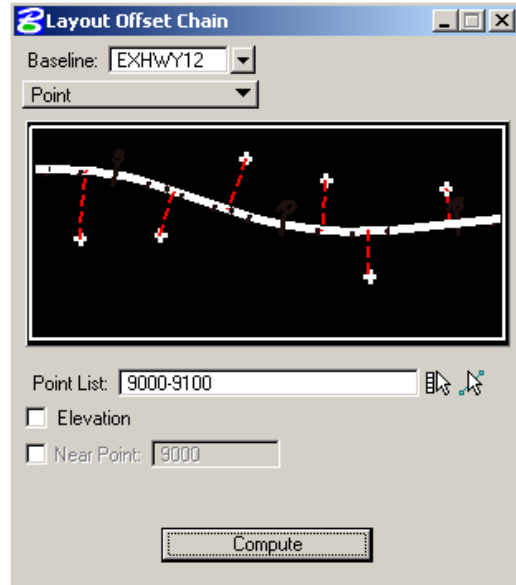 Layout Offset Chain
Baseline: EXHWY12
Point
Point List: 9000-9100
Elevation
Near Point: 9000
Compute